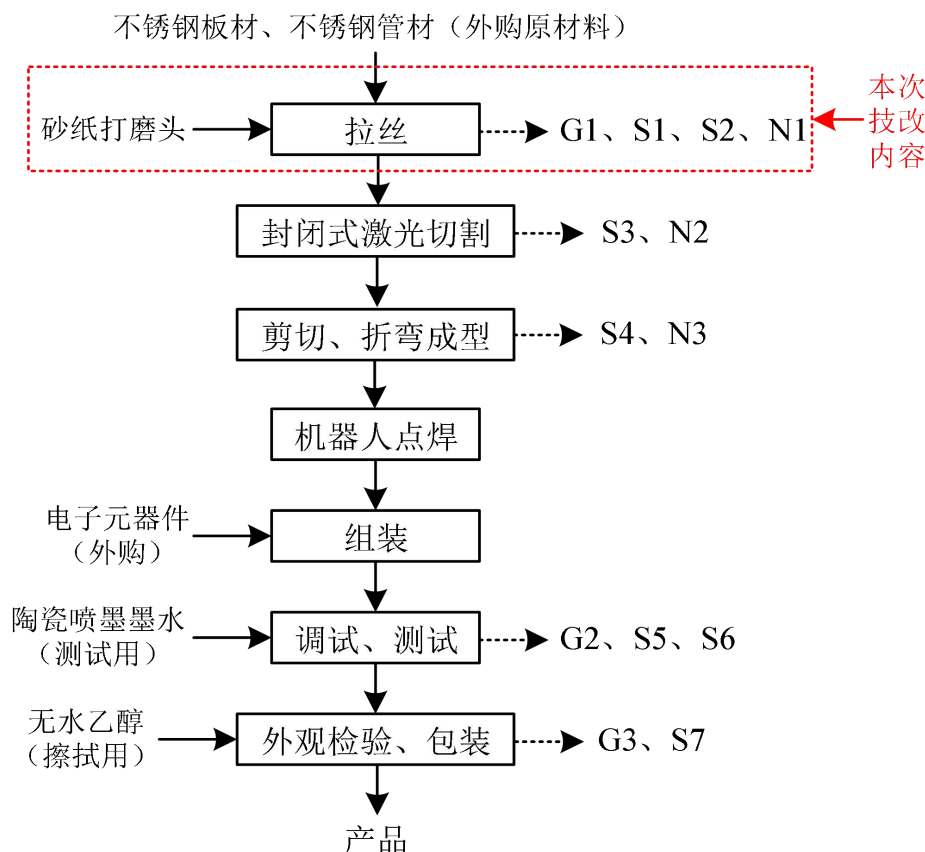 不锈钢板材、不锈钢管材（外购原材料）
砂纸打磨头
拉丝
G1、S1、S2、N1
本次
技改
内容
封闭式激光切割
S3、N2
剪切、折弯成型
S4、N3
机器人点焊
电子元器件
（外购）
组装
陶瓷喷墨墨水
（测试用）
调试、测试
G2、S5、S6
无水乙醇
（擦拭用）
外观检验、包装
G3、S7
产品